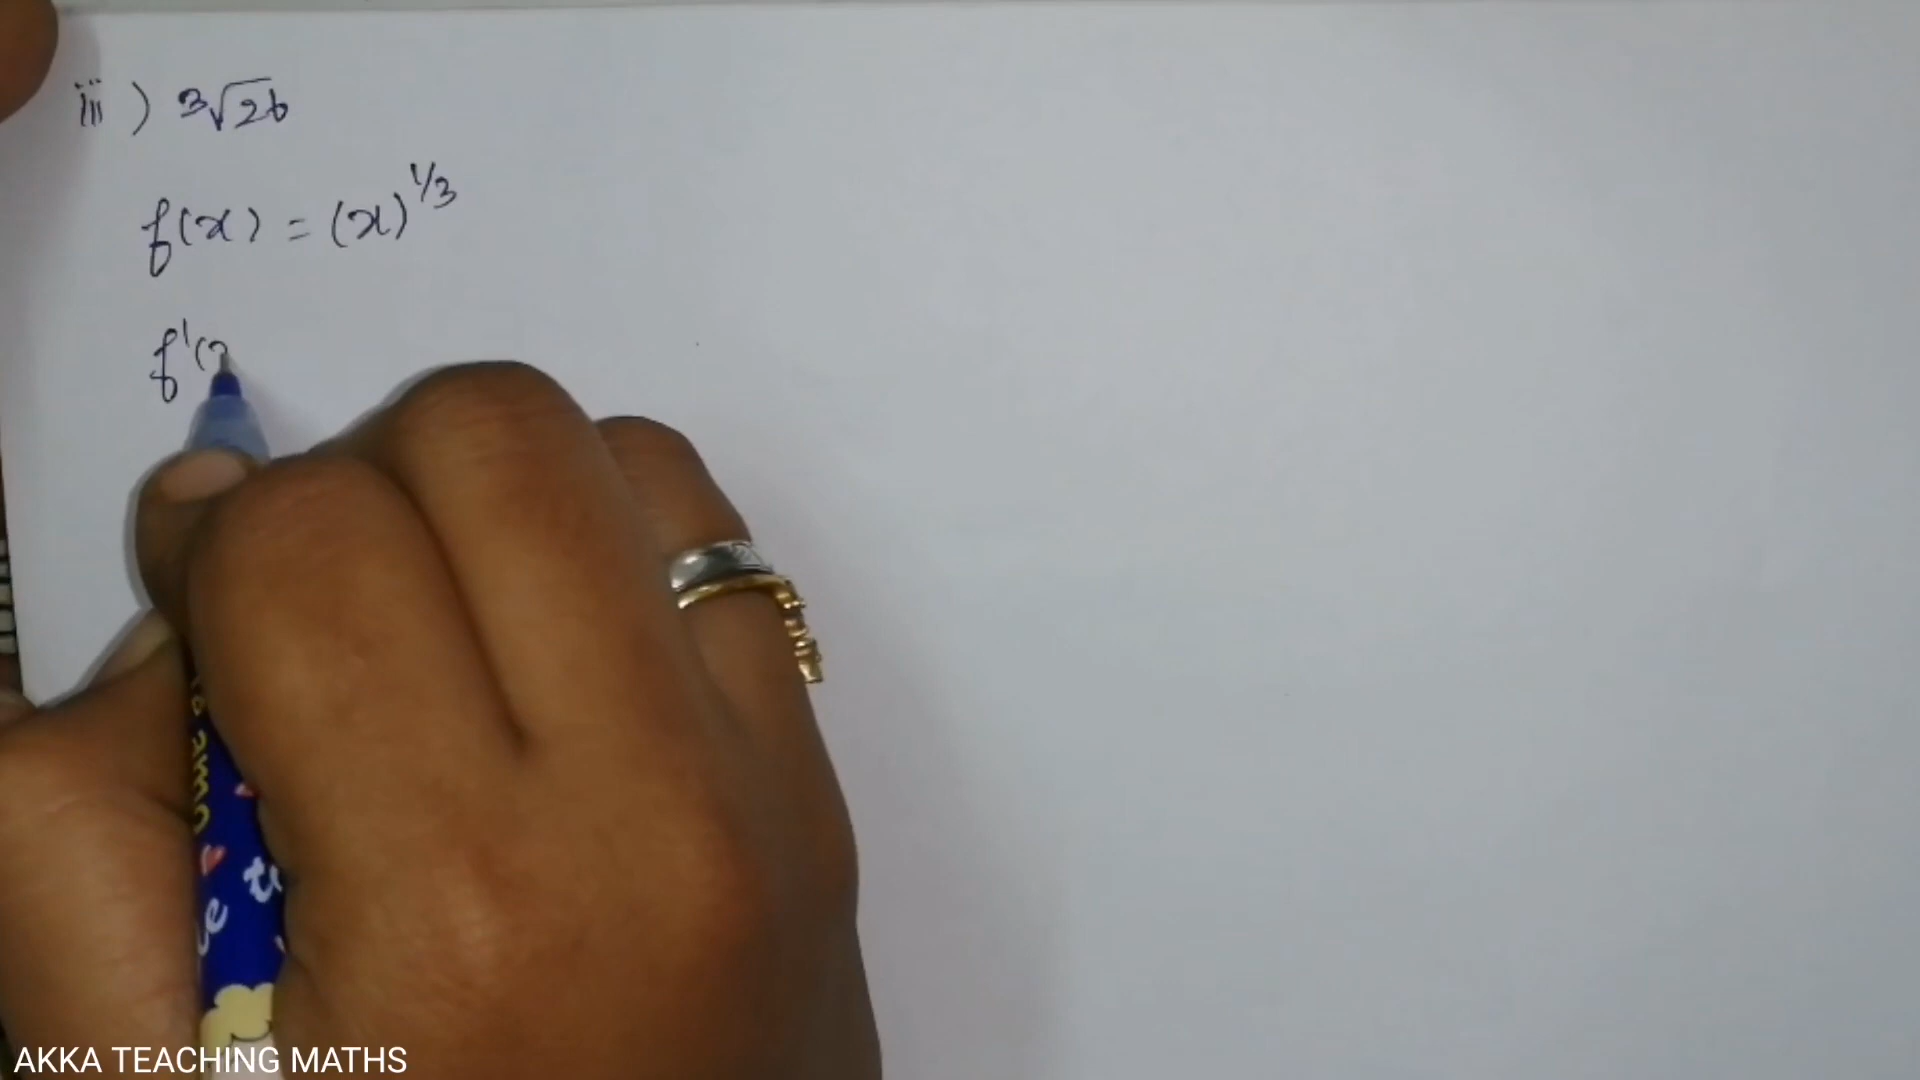 iii) ³√26
f(x) = (x)^1/3
f'(
AKKA TEACHING MATHS